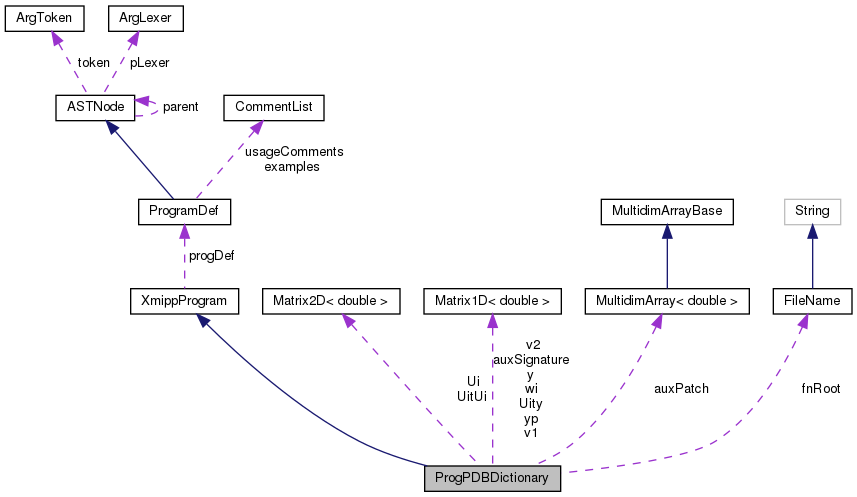 ArgToken
ArgLexer
token
pLexer
ASTNode
parent
CommentList
usageComments
examples
ProgramDef
MultidimArrayBase
String
progDef
XmippProgram
Matrix2D< double >
Matrix1D< double >
MultidimArray< double >
FileName
Ui
UitUi
v2
auxSignature
y
wi
Uity
yp
v1
auxPatch
fnRoot
ProgPDBDictionary